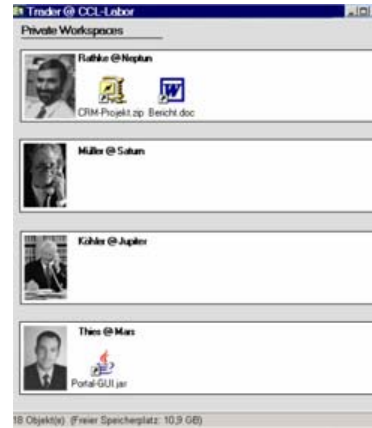 Trader @ CCL-Labor
Private Workspaces
Rathke @ Neptun
CRM-Projekt.zip Bericht.doc
Müller @ Saturn
Köhler @ Jupiter
Thies @ Mars
Portal-GUI.jar
18 Objekt(e) (Freier Speicherplatz: 10,9 GB)